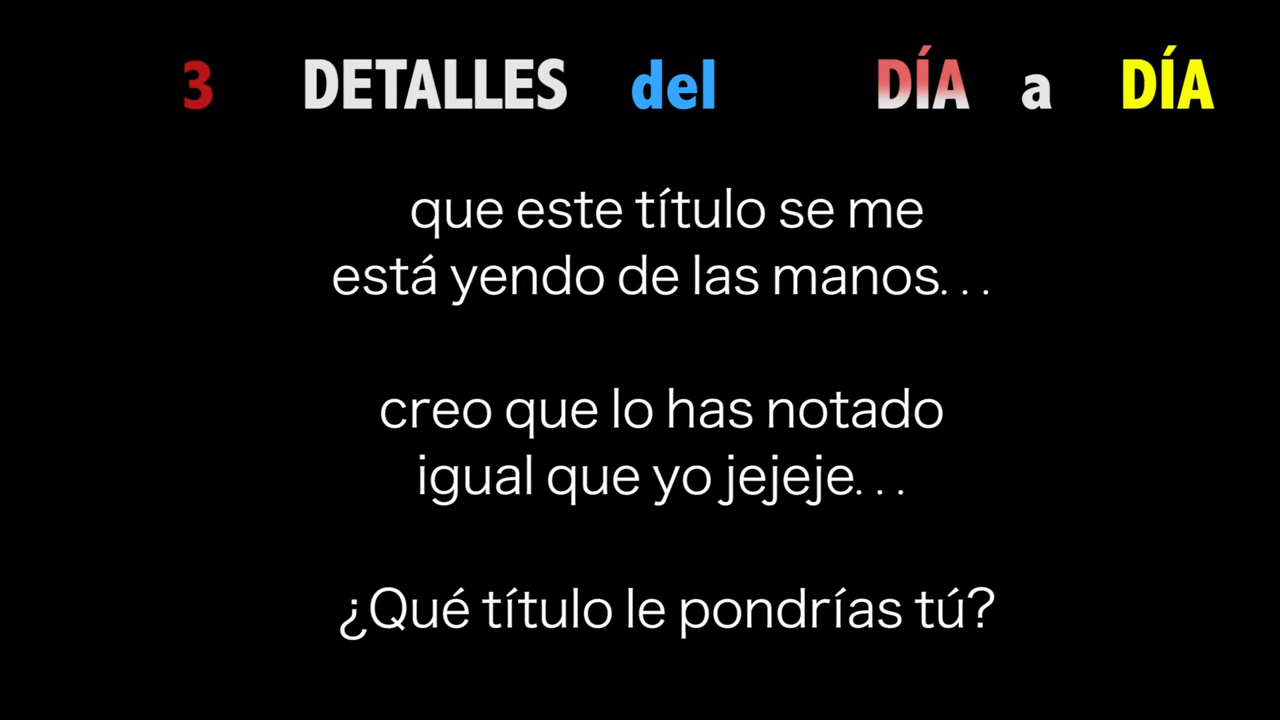 3 DETALLES del DÍA a DÍA
que este título se me
está yendo de las manos...
creo que lo has notado
igual que yo jejeje...
¿Qué título le pondrías tú?